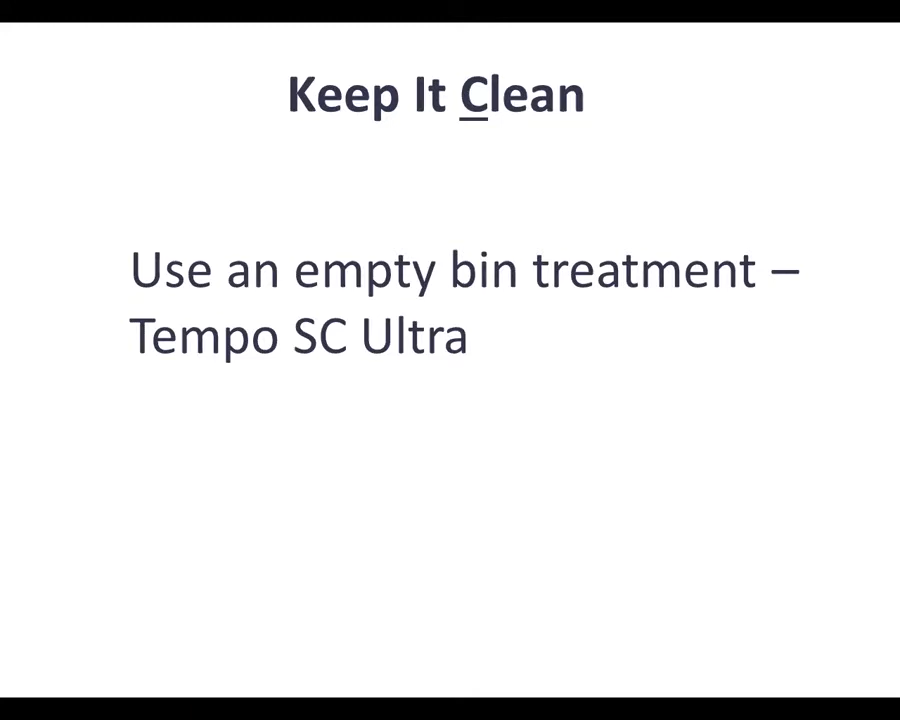 Keep It Clean
Use an empty bin treatment –
Tempo SC Ultra